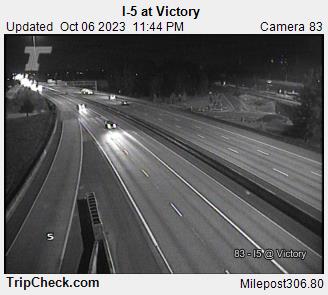 I-5 at Victory
Updated Oct 06 2023 11:44 PM Camera 83
T
S
83 - I5 @ Victory
TripCheck.com Milepost306.80